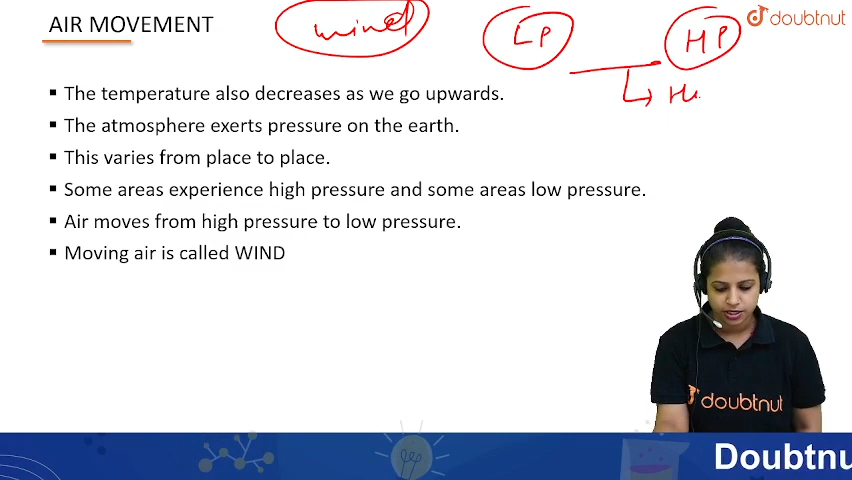 AIR MOVEMENT
wind
LP
HP
doubtnut
▪ The temperature also decreases as we go upwards.
▪ The atmosphere exerts pressure on the earth.
▪ This varies from place to place.
▪ Some areas experience high pressure and some areas low pressure.
▪ Air moves from high pressure to low pressure.
▪ Moving air is called WIND
doubtnut
Doubtnu